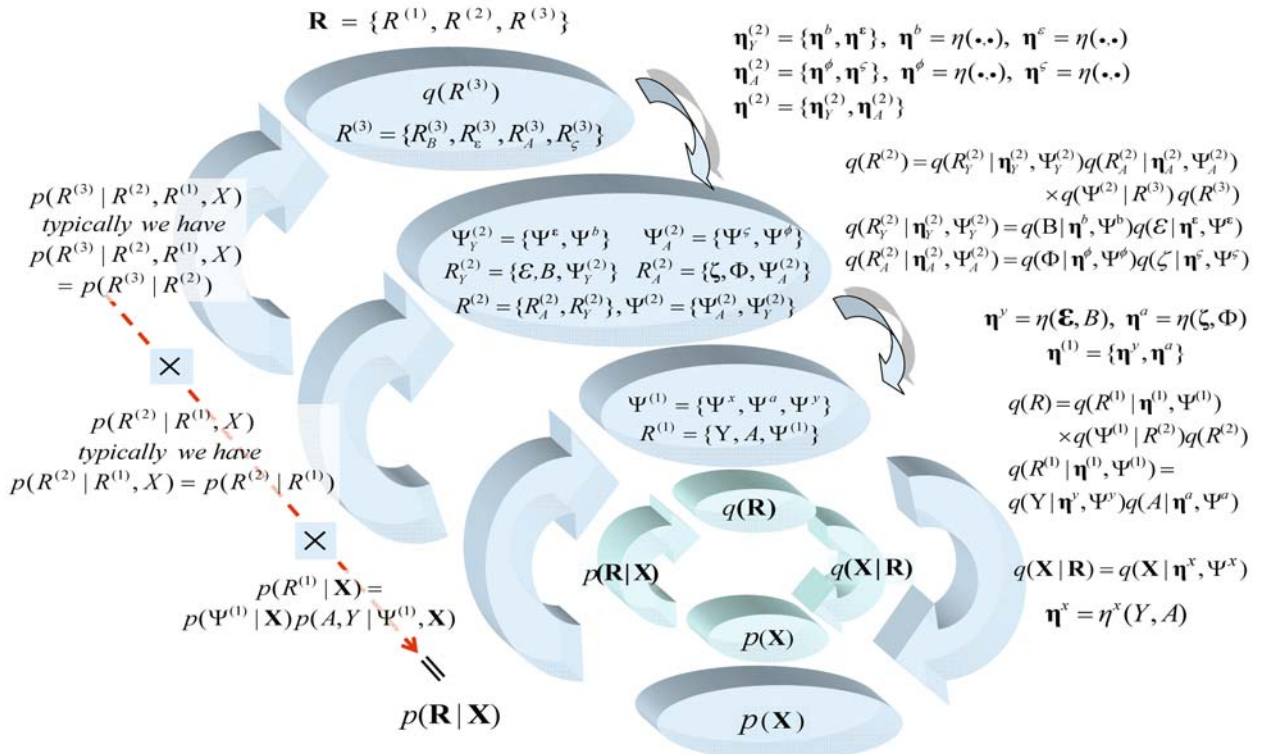 R = {R^(1), R^(2), R^(3)}
q(R^(3))
R^(3) = {R_B^(3), R_ε^(3), R_A^(3), R_ς^(3)}
η_Y^(2) = {η^b, η^ε}, η^b = η(•,•), η^ε = η(•,•)
η_A^(2) = {η^ϕ, η^ς}, η^ϕ = η(•,•), η^ς = η(•,•)
η^(2) = {η_Y^(2), η_A^(2)}
p(R^(3) | R^(2), R^(1), X)
typically we have
p(R^(3) | R^(2), R^(1), X)
= p(R^(3) | R^(2))
Ψ_Y^(2) = {Ψ^ε, Ψ^b} Ψ_A^(2) = {Ψ^ς, Ψ^ϕ}
R_Y^(2) = {Ɛ, B, Ψ_Y^(2)} R_A^(2) = {ζ, Φ, Ψ_A^(2)}
R^(2) = {R_A^(2), R_Y^(2)}, Ψ^(2) = {Ψ_A^(2), Ψ_Y^(2)}
q(R^(2)) = q(R_Y^(2) | η_Y^(2), Ψ_Y^(2))q(R_A^(2) | η_A^(2), Ψ_A^(2))
×q(Ψ^(2) | R^(3)) q(R^(3))
q(R_Y^(2) | η_Y^(2), Ψ_Y^(2)) = q(B | η^b, Ψ^b)q(Ɛ | η^ε, Ψ^ε)
q(R_A^(2) | η_A^(2), Ψ_A^(2)) = q(Φ | η^ϕ, Ψ^ϕ)q(ζ | η^ς, Ψ^ς)
η^y = η(Ɛ, B), η^a = η(ζ, Φ)
η^(1) = {η^y, η^a}
×
p(R^(2) | R^(1), X)
typically we have
p(R^(2) | R^(1), X) = p(R^(2) | R^(1))
Ψ^(1) = {Ψ^x, Ψ^a, Ψ^y}
R^(1) = {Y, A, Ψ^(1)}
q(R) = q(R^(1) | η^(1), Ψ^(1))
×q(Ψ^(1) | R^(2))q(R^(2))
q(R^(1) | η^(1), Ψ^(1)) =
q(Y | η^y, Ψ^y)q(A | η^a, Ψ^a)
q(R)
p(R | X)
q(X | R)
p(X)
×
p(R^(1) | X) =
p(Ψ^(1) | X) p(A, Y | Ψ^(1), X)
q(X | R) = q(X | η^x, Ψ^x)
η^x = η^x(Y, A)
=
p(R | X)
p(X)